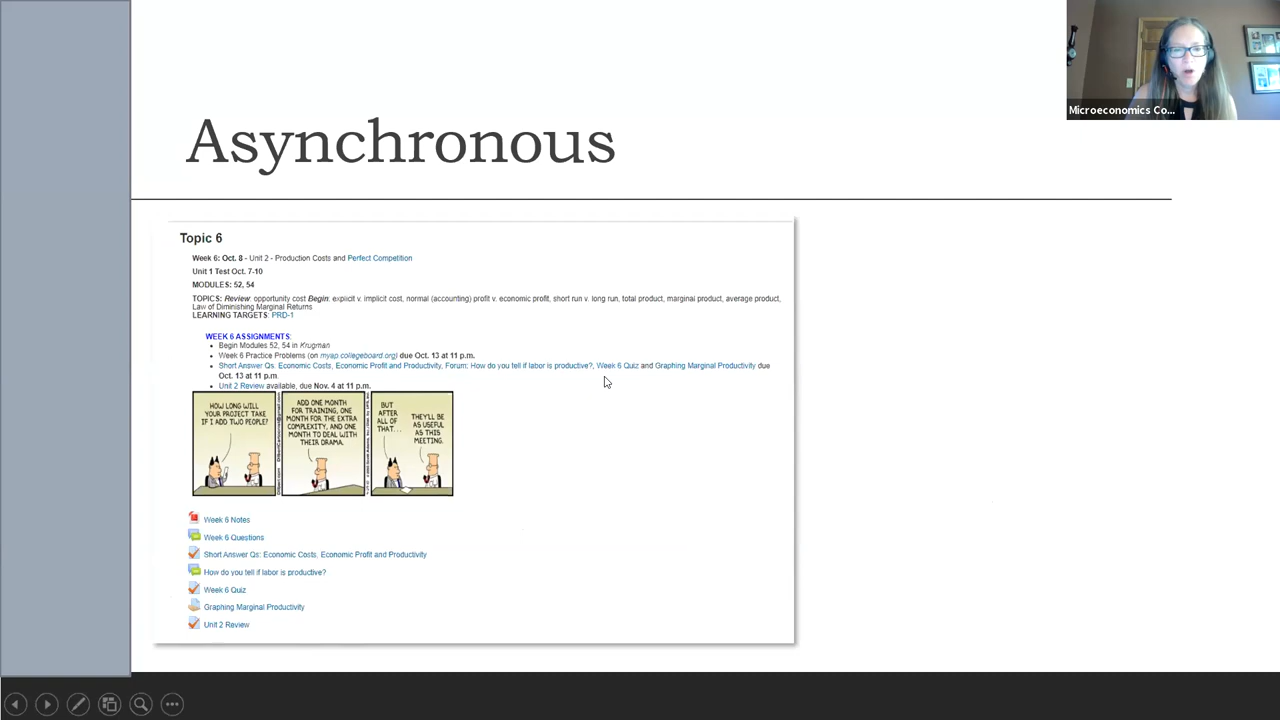 Microeconomics Co...
Asynchronous
Topic 6
Week 6: Oct. 8 - Unit 2 - Production Costs and Perfect Competition
Unit 1 Test Oct. 7-10
MODULES: 52, 54
TOPICS: Review: opportunity cost Begin: explicit v. implicit cost, normal (accounting) profit v. economic profit, short run v. long run, total product, marginal product, average product,
Law of Diminishing Marginal Returns
LEARNING TARGETS: PRD-1
WEEK 6 ASSIGNMENTS:
Begin Modules 52, 54 in Krugman
Week 6 Practice Problems (on myap.collegeboard.org) due Oct. 13 at 11 p.m.
Short Answer Qs: Economic Costs, Economic Profit and Productivity, Forum: How do you tell if labor is productive?, Week 6 Quiz and Graphing Marginal Productivity due
Oct. 13 at 11 p.m.
Unit 2 Review available, due Nov. 4 at 11 p.m.
HOW LONG WILL
YOUR PROJECT TAKE
IF I ADD TWO PEOPLE?
ADD ONE MONTH
FOR TRAINING, ONE
MONTH FOR THE EXTRA
COMPLEXITY, AND ONE
MONTH TO DEAL WITH
THEIR DRAMA.
BUT
AFTER
ALL OF
THAT...
THEY'LL BE
AS USEFUL
AS THIS
MEETING.
Week 6 Notes
Week 6 Questions
Short Answer Qs: Economic Costs, Economic Profit and Productivity
How do you tell if labor is productive?
Week 6 Quiz
Graphing Marginal Productivity
Unit 2 Review